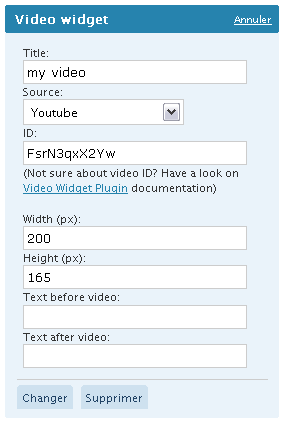 Video widget Annuler
Title:
my video
Source:
Youtube
ID:
FsrN3qxX2Yw
(Not sure about video ID? Have a look on
Video Widget Plugin documentation)
Width (px):
200
Height (px):
165
Text before video:
Text after video:
Changer Supprimer